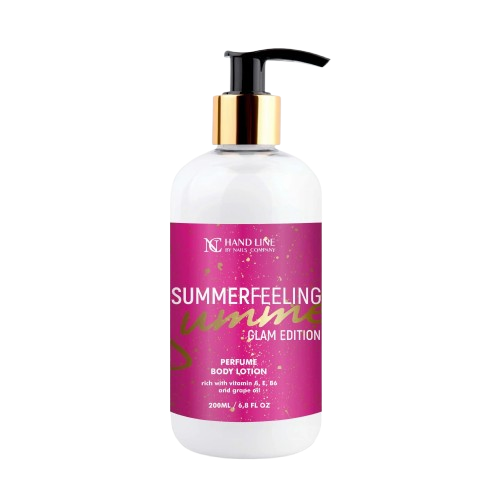 NC HAND LINE
BY NAILS COMPANY
SUMMERFEELING
Summe
GLAM EDITION
PERFUME
BODY LOTION
rich with vitamin A, E, B6
and grape oil
200ML / 6,8 FL OZ